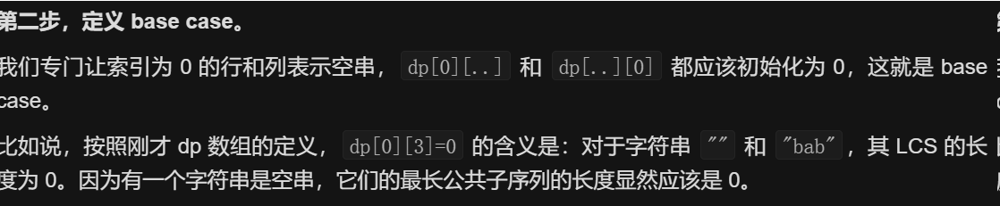 第二步，定义 base case。
我们专门让索引为 0 的行和列表示空串，dp[0][..] 和 dp[..][0] 都应该初始化为 0，这就是 base
case。
比如说，按照刚才 dp 数组的定义，dp[0][3]=0 的含义是：对于字符串 "" 和 "bab"，其 LCS 的长
度为 0。因为有一个字符串是空串，它们的最长公共子序列的长度显然应该是 0。